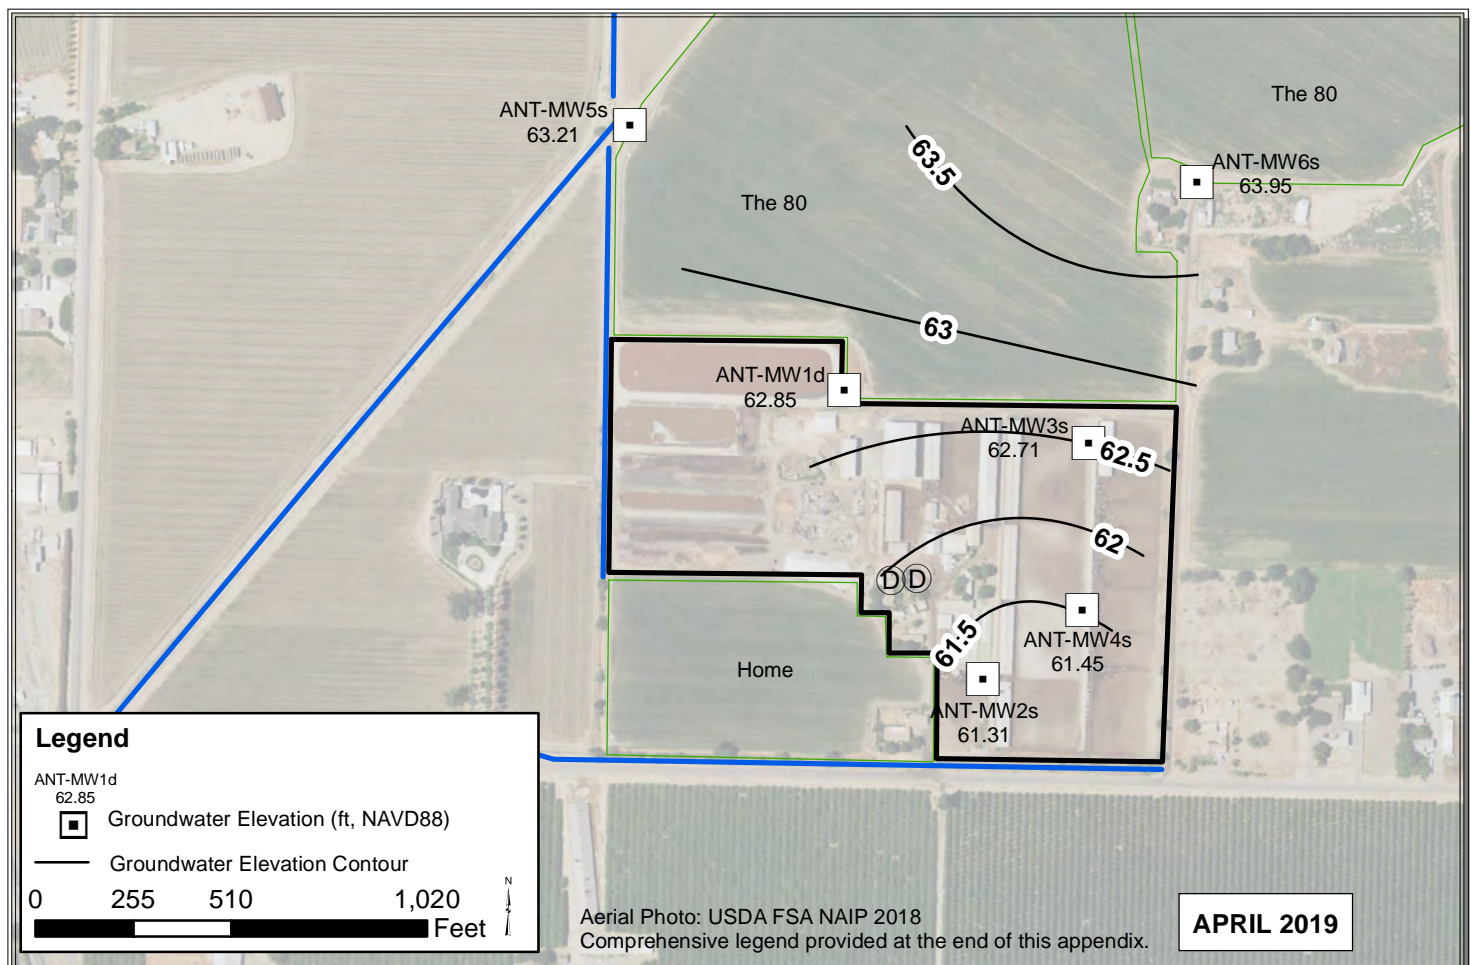 The 80
ANT-MW5s
63.21
ANT-MW6s
63.95
63.5
The 80
63
ANT-MW1d
62.85
ANT-MW3s
62.71
62.5
62
D D
61.5
ANT-MW4s
61.45
Home
ANT-MW2s
61.31
Legend
ANT-MW1d
62.85
Groundwater Elevation (ft, NAVD88)
Groundwater Elevation Contour
0 255 510 1,020
Feet
N
Aerial Photo: USDA FSA NAIP 2018
Comprehensive legend provided at the end of this appendix.
APRIL 2019